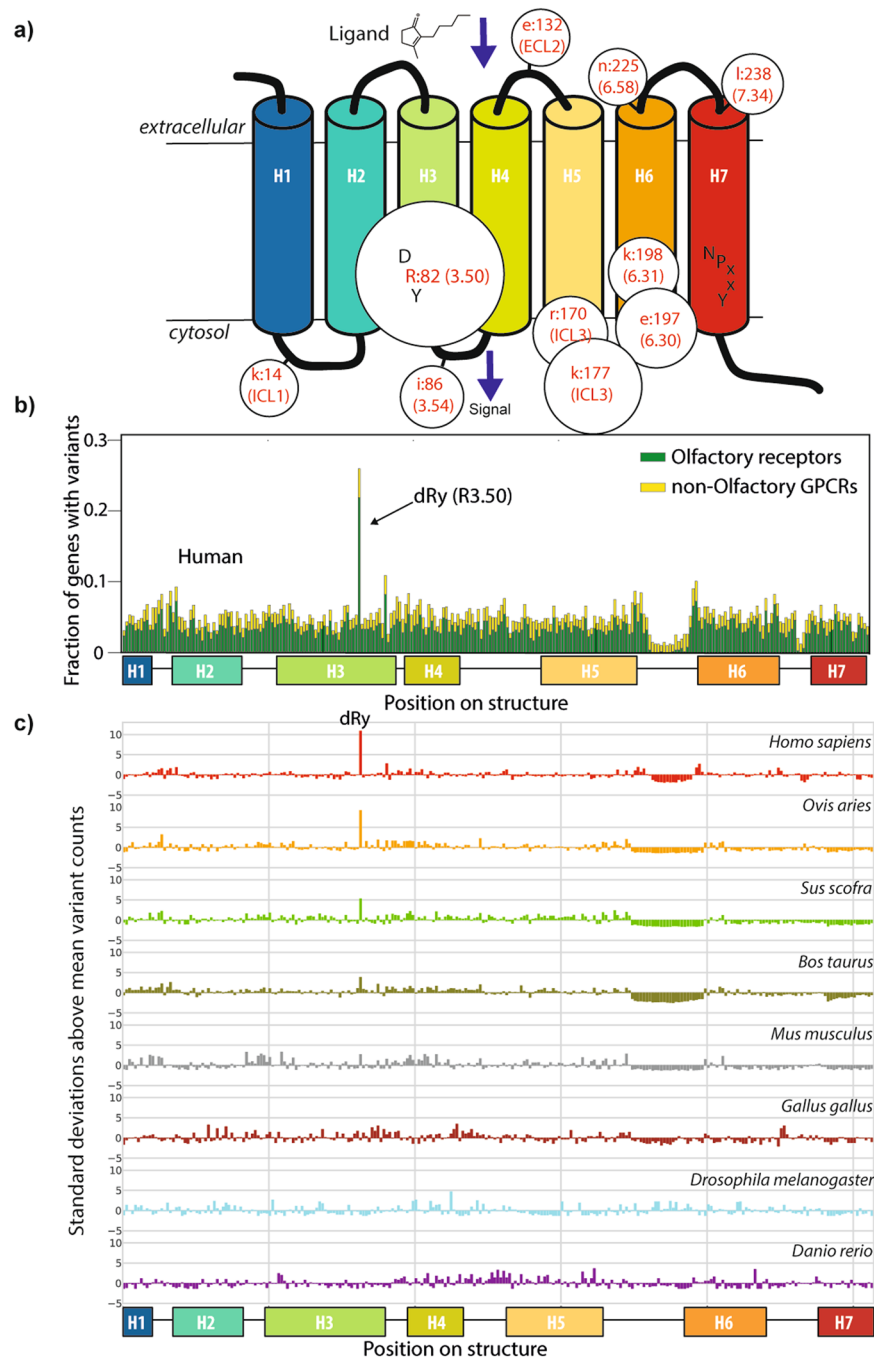 a)
Ligand
e:132
(ECL2)
n:225
(6.58)
l:238
(7.34)
extracellular
H1
H2
H3
H4
H5
H6
H7
D
R:82 (3.50)
Y
k:198
(6.31)
N
P
x
x
Y
r:170
(ICL3)
e:197
(6.30)
cytosol
k:14
(ICL1)
i:86
(3.54)
k:177
(ICL3)
Signal
b)
0.3
Olfactory receptors
non-Olfactory GPCRs
dRy (R3.50)
0.2
Human
0.1
0
Fraction of genes with variants
H1
H2
H3
H4
H5
H6
H7
Position on structure
c)
dRy
10
5
0
−5
Homo sapiens
10
5
0
−5
Ovis aries
10
5
0
−5
Sus scofra
10
5
0
−5
Bos taurus
10
5
0
−5
Mus musculus
10
5
0
−5
Gallus gallus
10
5
0
−5
Drosophila melanogaster
10
5
0
−5
Danio rerio
Standard deviations above mean variant counts
H1
H2
H3
H4
H5
H6
H7
Position on structure